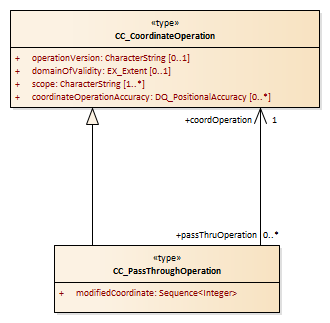 «type»
CC_CoordinateOperation
+ operationVersion: CharacterString [0..1]
+ domainOfValidity: EX_Extent [0..1]
+ scope: CharacterString [1..*]
+ coordinateOperationAccuracy: DQ_PositionalAccuracy [0..*]
+coordOperation 1
+passThruOperation 0..*
«type»
CC_PassThroughOperation
+ modifiedCoordinate: Sequence<Integer>